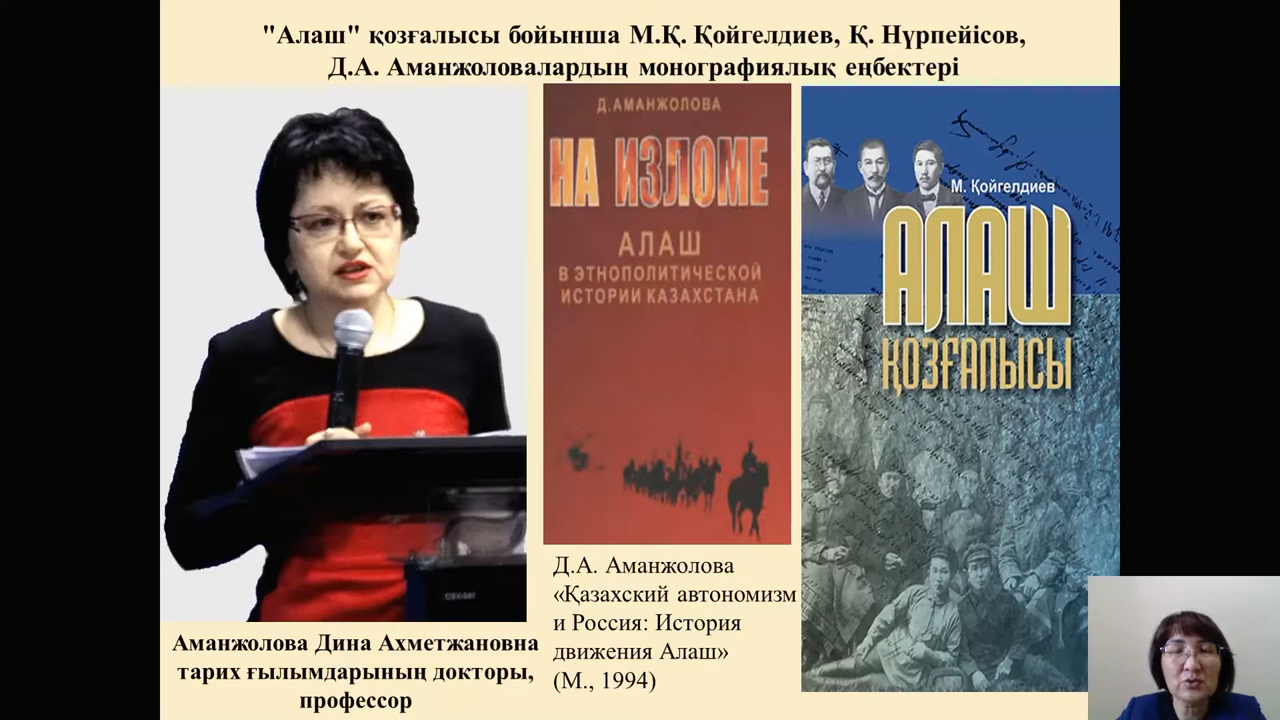 "Алаш" қозғалысы бойынша М.Қ. Қойгелдиев, Қ. Нүрпейісов,
Д.А. Аманжоловалардың монографиялық еңбектері
Д.АМАНЖОЛОВА
НА ИЗЛОМЕ
АЛАШ
В ЭТНОПОЛИТИЧЕСКОЙ
ИСТОРИИ КАЗАХСТАНА
М. Қойгелдиев
АЛАШ
ҚОЗҒАЛЫСЫ
Д.А. Аманжолова
«Қазахский автономизм
и Россия: История
движения Алаш»
(М., 1994)
Аманжолова Дина Ахметжановна
тарих ғылымдарының докторы,
профессор